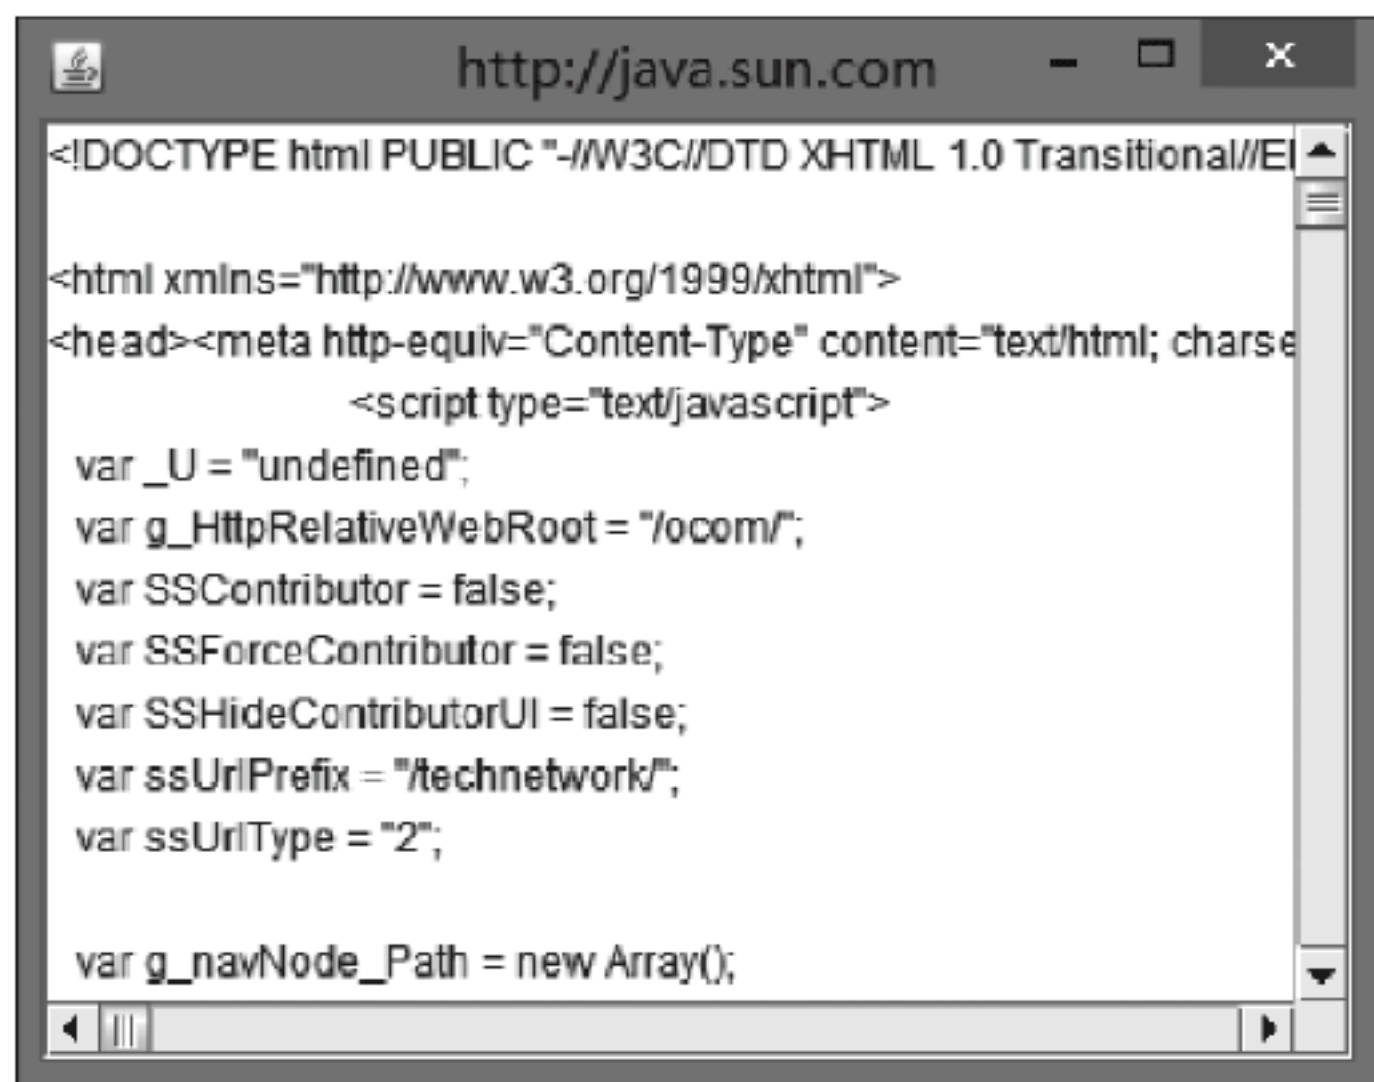 http://java.sun.com
<!DOCTYPE html PUBLIC "-//W3C//DTD XHTML 1.0 Transitional//E
<html xmlns="http://www.w3.org/1999/xhtml">
<head><meta http-equiv="Content-Type" content="text/html; charse
<script type="text/javascript">
var _U = "undefined";
var g_HttpRelativeWebRoot = "/ocom/";
var SSContributor = false;
var SSForceContributor = false;
var SSHideContributorUI = false;
var ssUrlPrefix = "/technetwork/";
var ssUrlType = "2";
var g_navNode_Path = new Array();